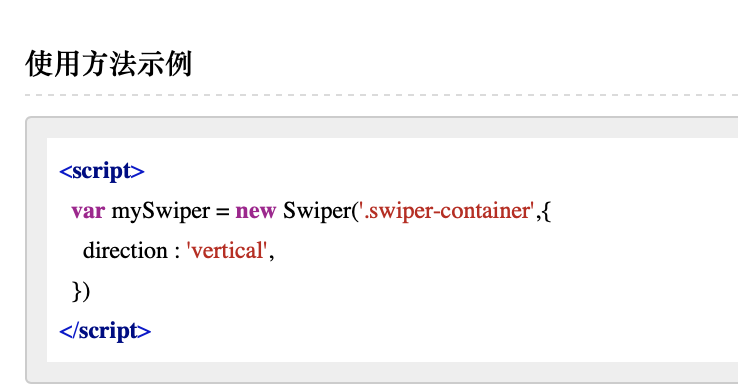 使用方法示例
<script>
var mySwiper = new Swiper('.swiper-container',{
direction : 'vertical',
})
</script>